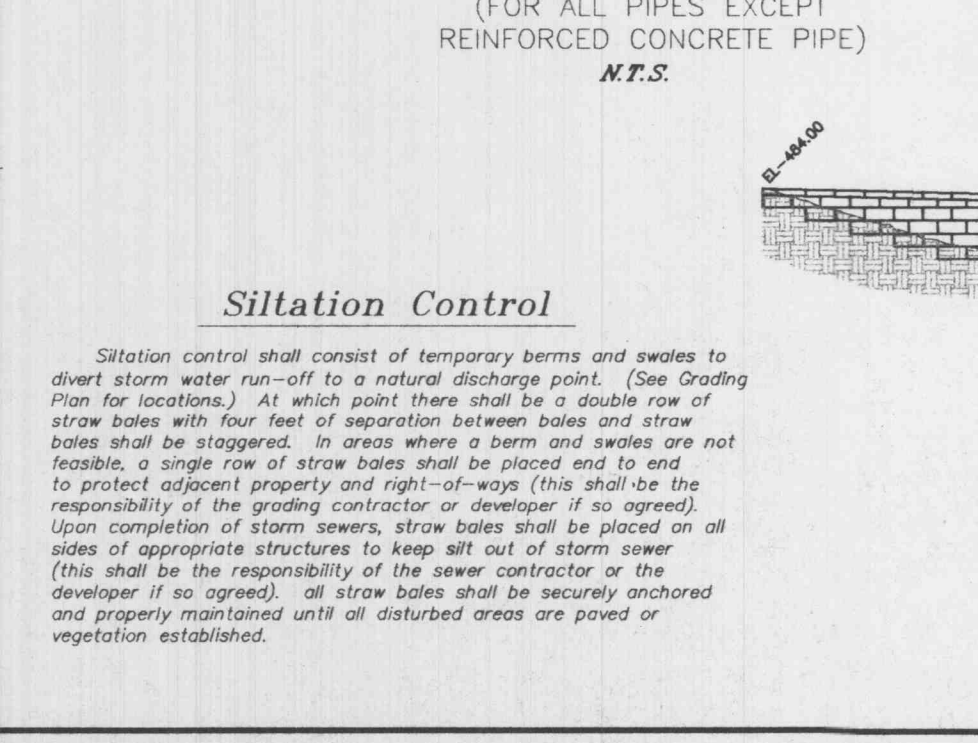 (FOR ALL PIPES EXCEPT
REINFORCED CONCRETE PIPE)
N.T.S.
EL-484.00
Siltation Control
Siltation control shall consist of temporary berms and swales to
divert storm water run-off to a natural discharge point. (See Grading
Plan for locations.) At which point there shall be a double row of
straw bales with four feet of separation between bales and straw
bales shall be staggered. In areas where a berm and swales are not
feasible, a single row of straw bales shall be placed end to end
to protect adjacent property and right-of-ways (this shall be the
responsibility of the grading contractor or developer if so agreed).
Upon completion of storm sewers, straw bales shall be placed on all
sides of appropriate structures to keep silt out of storm sewer
(this shall be the responsibility of the sewer contractor or the
developer if so agreed). all straw bales shall be securely anchored
and properly maintained until all disturbed areas are paved or
vegetation established.